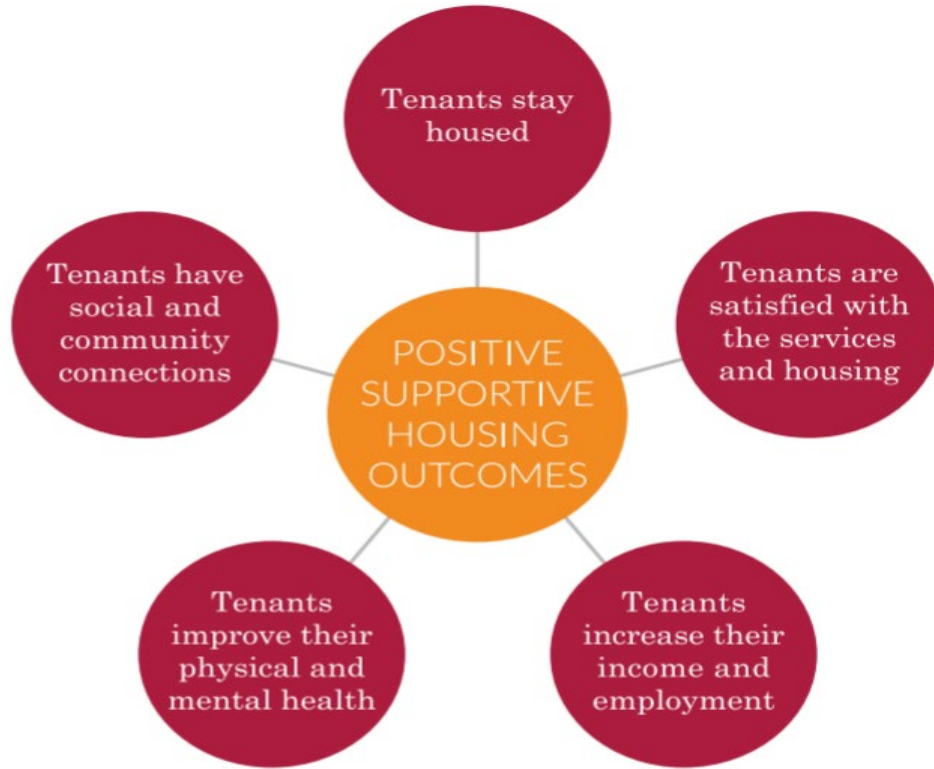 Tenants stay
housed
Tenants have
social and
community
connections
Tenants are
satisfied with
the services
and housing
POSITIVE
SUPPORTIVE
HOUSING
OUTCOMES
Tenants
improve their
physical and
mental health
Tenants
increase their
income and
employment